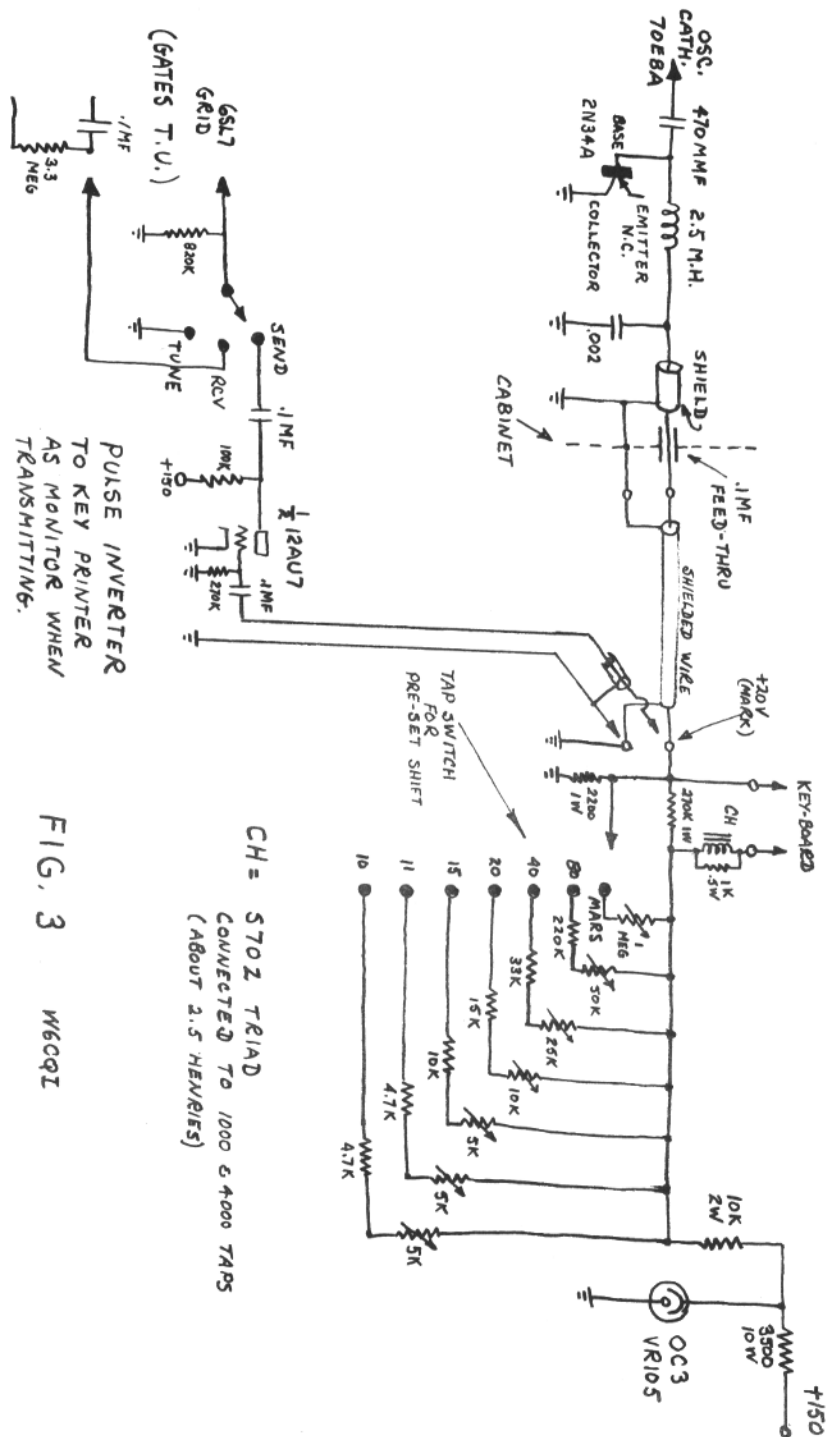 OSC.
CATH.
70E8A
470 MMF
2.5 M.H.
BASE
2N34A
EMITTER
N.C.
COLLECTOR
.002
SHIELD
CABINET
.1MF
FEED-THRU
SHIELDED WIRE
+20V
(MARK)
KEY-BOARD
CH
1K
.5W
270K 1W
2200
1W
TAP SWITCH
FOR
PRE-SET SHIFT
MARS
80
40
20
15
11
10
1
MEG
220K
50K
33K
25K
15K
10K
10K
5K
4.7K
5K
4.7K
5K
10K
2W
OC3
VR105
3500
10W
+150
6SL7
GRID
(GATES T.U.)
820K
SEND
RCV
TUNE
.1MF
100K
+150
1/2 12AU7
.1MF
270K
.1MF
3.3
MEG
PULSE INVERTER
TO KEY PRINTER
AS MONITOR WHEN
TRANSMITTING.
CH = S70Z TRIAD
CONNECTED TO 1000 & 4000 TAPS
(ABOUT 2.5 HENRIES)
FIG. 3
W6CQI